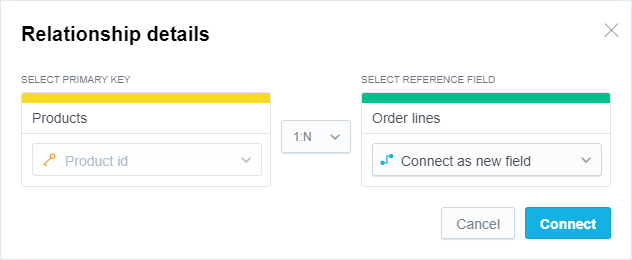 Relationship details
SELECT PRIMARY KEY
SELECT REFERENCE FIELD
Products
1:N
Order lines
Product id
Connect as new field
Cancel
Connect